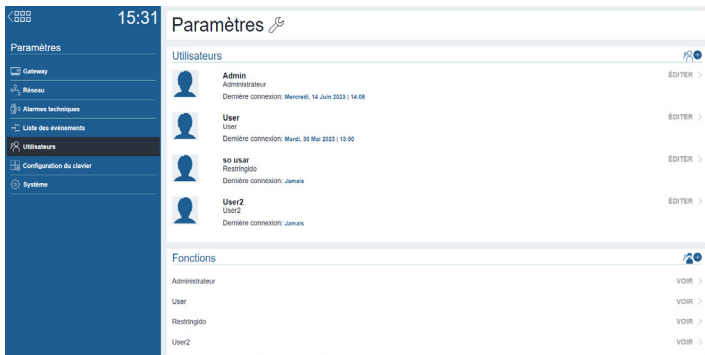 15:31
Paramètres
Paramètres
Gateway
Réseau
Alarmes techniques
Liste des évènements
Utilisateurs
Configuration du clavier
Système
Utilisateurs
Admin
Administrateur
Dernière connexion: Mercredi, 14 Juin 2023 | 14:08
ÉDITER
User
User
Dernière connexion: Mardi, 30 Mai 2023 | 13:50
ÉDITER
so usar
Restringido
Dernière connexion: Jamais
ÉDITER
User2
User2
Dernière connexion: Jamais
ÉDITER
Fonctions
Administrateur VOIR
User VOIR
Restringido VOIR
User2 VOIR